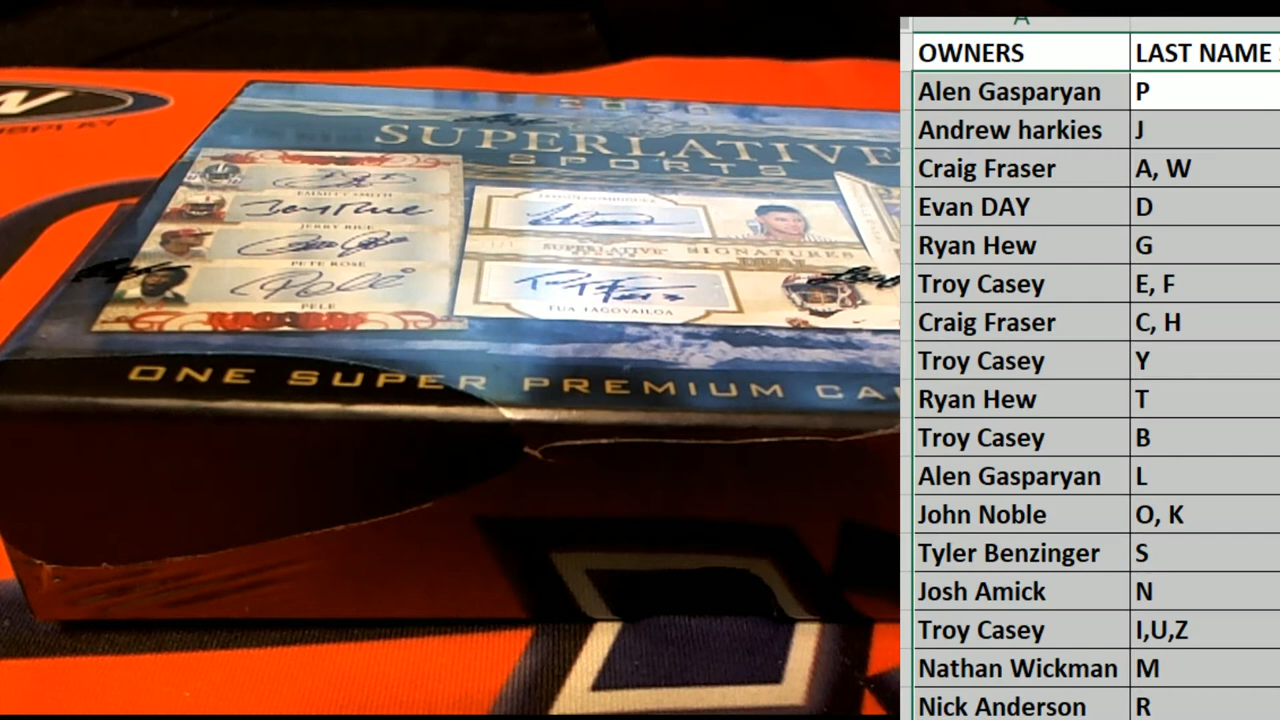 W
DISPLAY
2020
SUPERLATIVE
SPORTS
EMMITT SMITH
JERRY RICE
PETE ROSE
PELE
SUPERLATIVE SIGNATURES
TUA TAGOVAILOA
ONE SUPER PREMIUM CA
A
OWNERS LAST NAME
Alen Gasparyan P
Andrew harkies J
Craig Fraser A, W
Evan DAY D
Ryan Hew G
Troy Casey E, F
Craig Fraser C, H
Troy Casey Y
Ryan Hew T
Troy Casey B
Alen Gasparyan L
John Noble O, K
Tyler Benzinger S
Josh Amick N
Troy Casey I,U,Z
Nathan Wickman M
Nick Anderson R